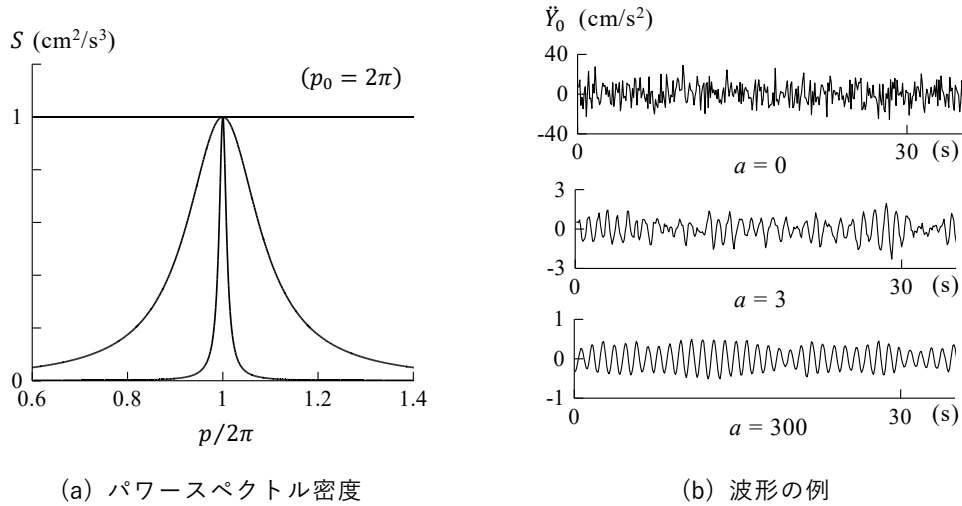 S (cm²/s³)
(p₀ = 2π)
1
0
0.6 0.8 1 1.2 1.4
p/2π
(a) パワースペクトル密度
Ÿ₀ (cm/s²)
40
0
-40
0 30 (s)
a = 0
3
0
-3
0 30 (s)
a = 3
1
0
-1
0 30 (s)
a = 300
(b) 波形の例